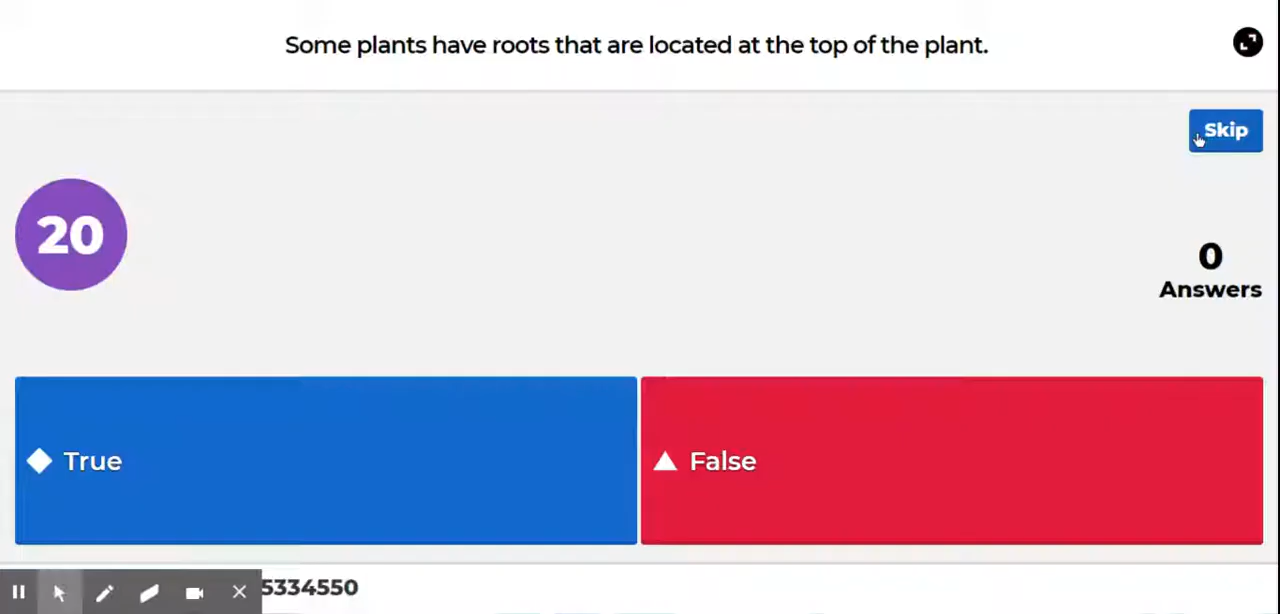 Some plants have roots that are located at the top of the plant.
Skip
20
0
Answers
True
False
5334550